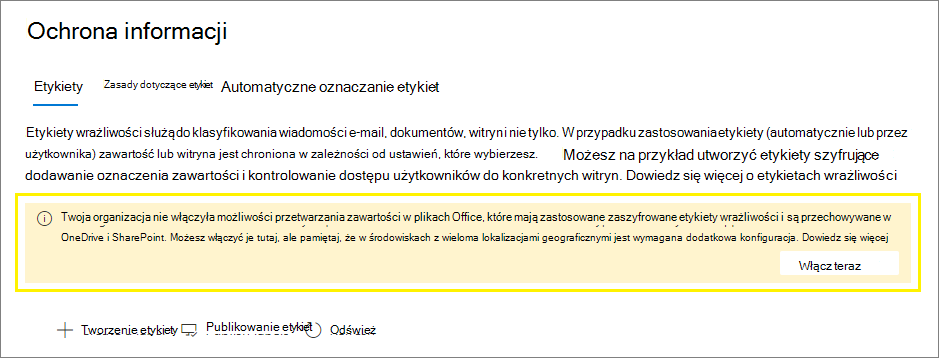 Ochrona informacji
Etykiety Zasady dotyczące etykiet Automatyczne oznaczanie etykiet
Etykiety wrażliwości służą do klasyfikowania wiadomości e-mail, dokumentów, witryn i nie tylko. W przypadku zastosowania etykiety (automatycznie lub przez
użytkownika) zawartość lub witryna jest chroniona w zależności od ustawień, które wybierzesz. Możesz na przykład utworzyć etykiety szyfrujące
dodawanie oznaczenia zawartości i kontrolowanie dostępu użytkowników do konkretnych witryn. Dowiedz się więcej o etykietach wrażliwości
Twoja organizacja nie włączyła możliwości przetwarzania zawartości w plikach Office, które mają zastosowane zaszyfrowane etykiety wrażliwości i są przechowywane w
OneDrive i SharePoint. Możesz włączyć je tutaj, ale pamiętaj, że w środowiskach z wieloma lokalizacjami geograficznymi jest wymagana dodatkowa konfiguracja. Dowiedz się więcej
Włącz teraz
Tworzenie etykiety Publikowanie etykiet Odśwież